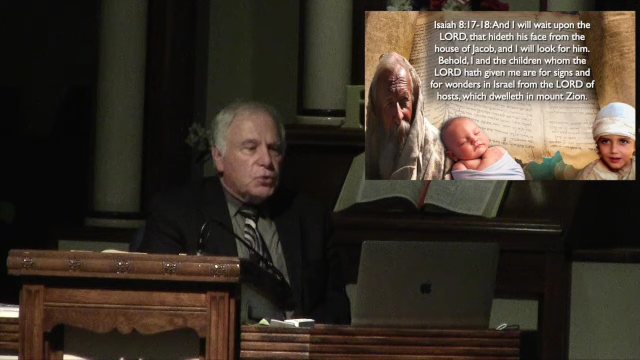 Isaiah 8:17-18: And I will wait upon the
LORD, that hideth his face from the
house of Jacob, and I will look for him.
Behold, I and the children whom the
LORD hath given me are for signs and
for wonders in Israel from the LORD of
hosts, which dwelleth in mount Zion.